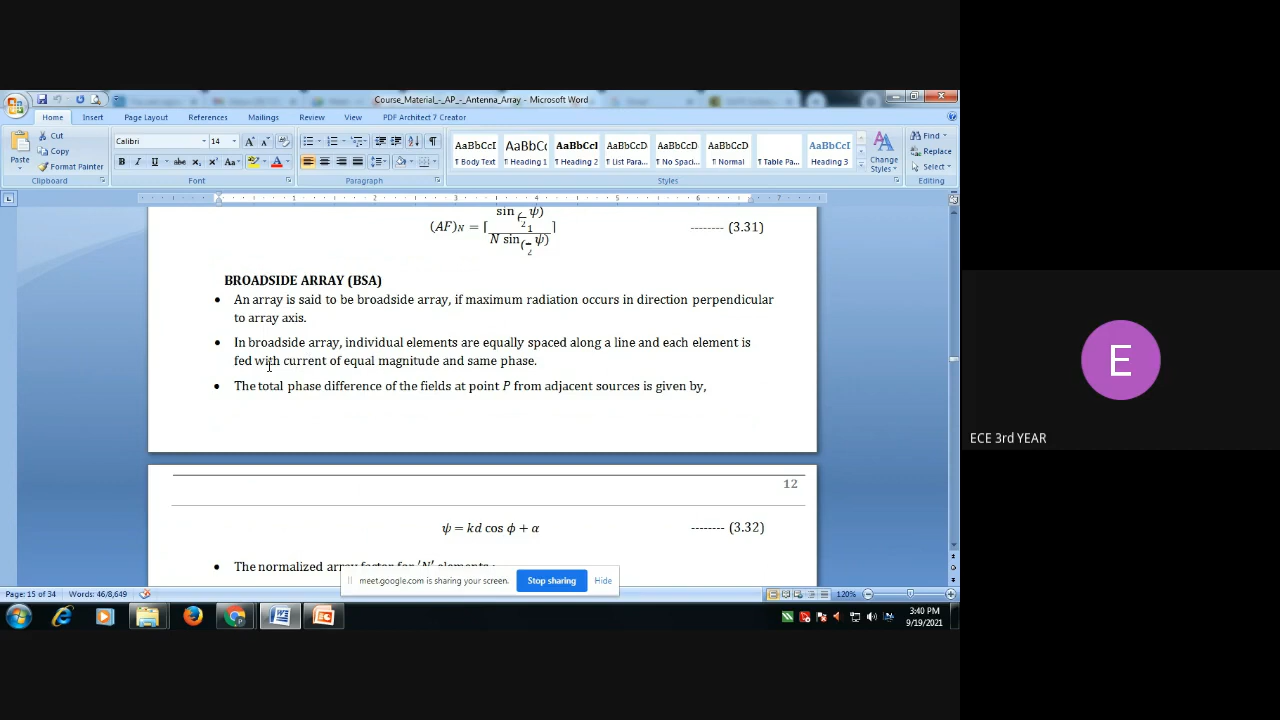 Course_Material_-_AP_-_Antenna_Array - Microsoft Word
Home Insert Page Layout References Mailings Review View PDF Architect 7 Creator
Paste Cut Copy Format Painter Clipboard
Calibri 14 Font
Paragraph
AaBbCcI AaBbCc AaBbCcI AaBbCcD AaBbCcD AaBbCcD AaBbCcI
¶ Body Text ¶ Heading 1 ¶ Heading 2 ¶ List Para... ¶ No Spaci... ¶ Normal ¶ Table Pa... Heading 3
Styles
Change Styles
Find Replace Select Editing
(AF)N = [ sin( ψ) / N sin(1/2 ψ) ] -------- (3.31)
BROADSIDE ARRAY (BSA)
• An array is said to be broadside array, if maximum radiation occurs in direction perpendicular
to array axis.
• In broadside array, individual elements are equally spaced along a line and each element is
fed with current of equal magnitude and same phase.
• The total phase difference of the fields at point P from adjacent sources is given by,
12
ψ = kd cos ϕ + α -------- (3.32)
• The normalized array factor for 'N' elements
meet.google.com is sharing your screen. Stop sharing Hide
Page: 15 of 34 Words: 46/8,649 120%
3:40 PM
9/19/2021
E
ECE 3rd YEAR